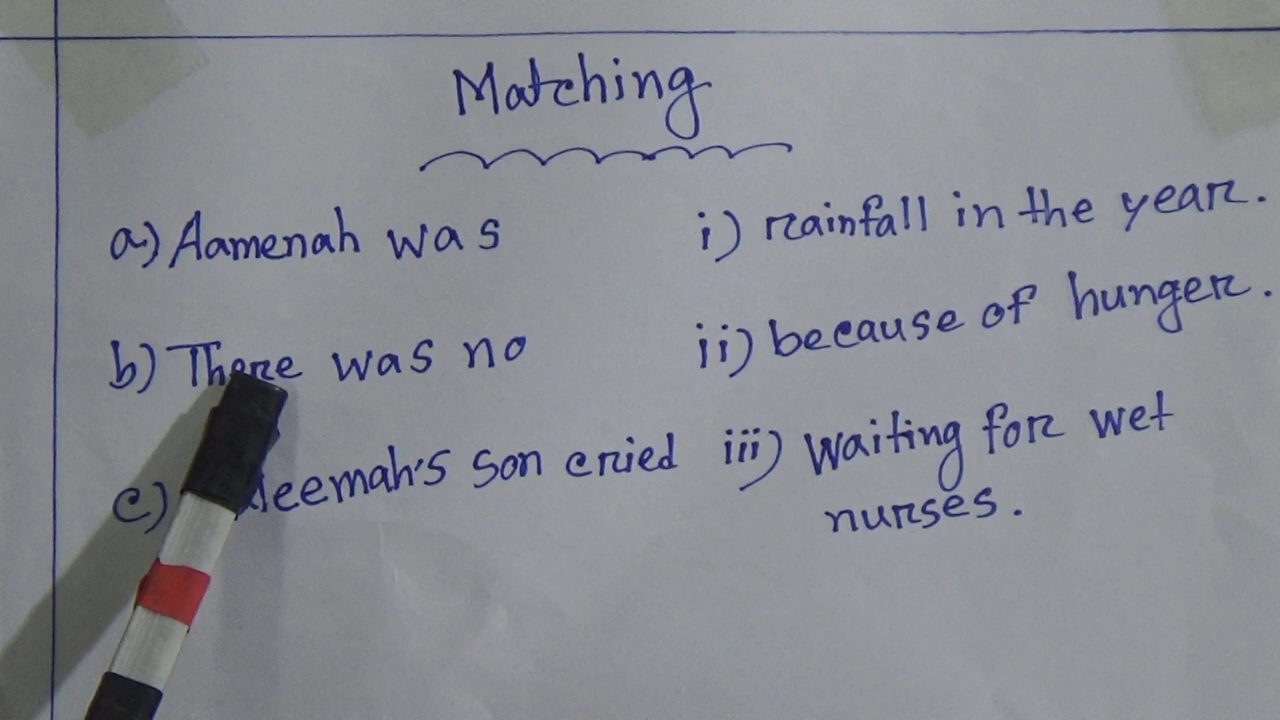 Matching
a) Aamenah was i) rainfall in the year.
b) There was no ii) because of hunger.
c) son cried iii) waiting for wet
nurses.